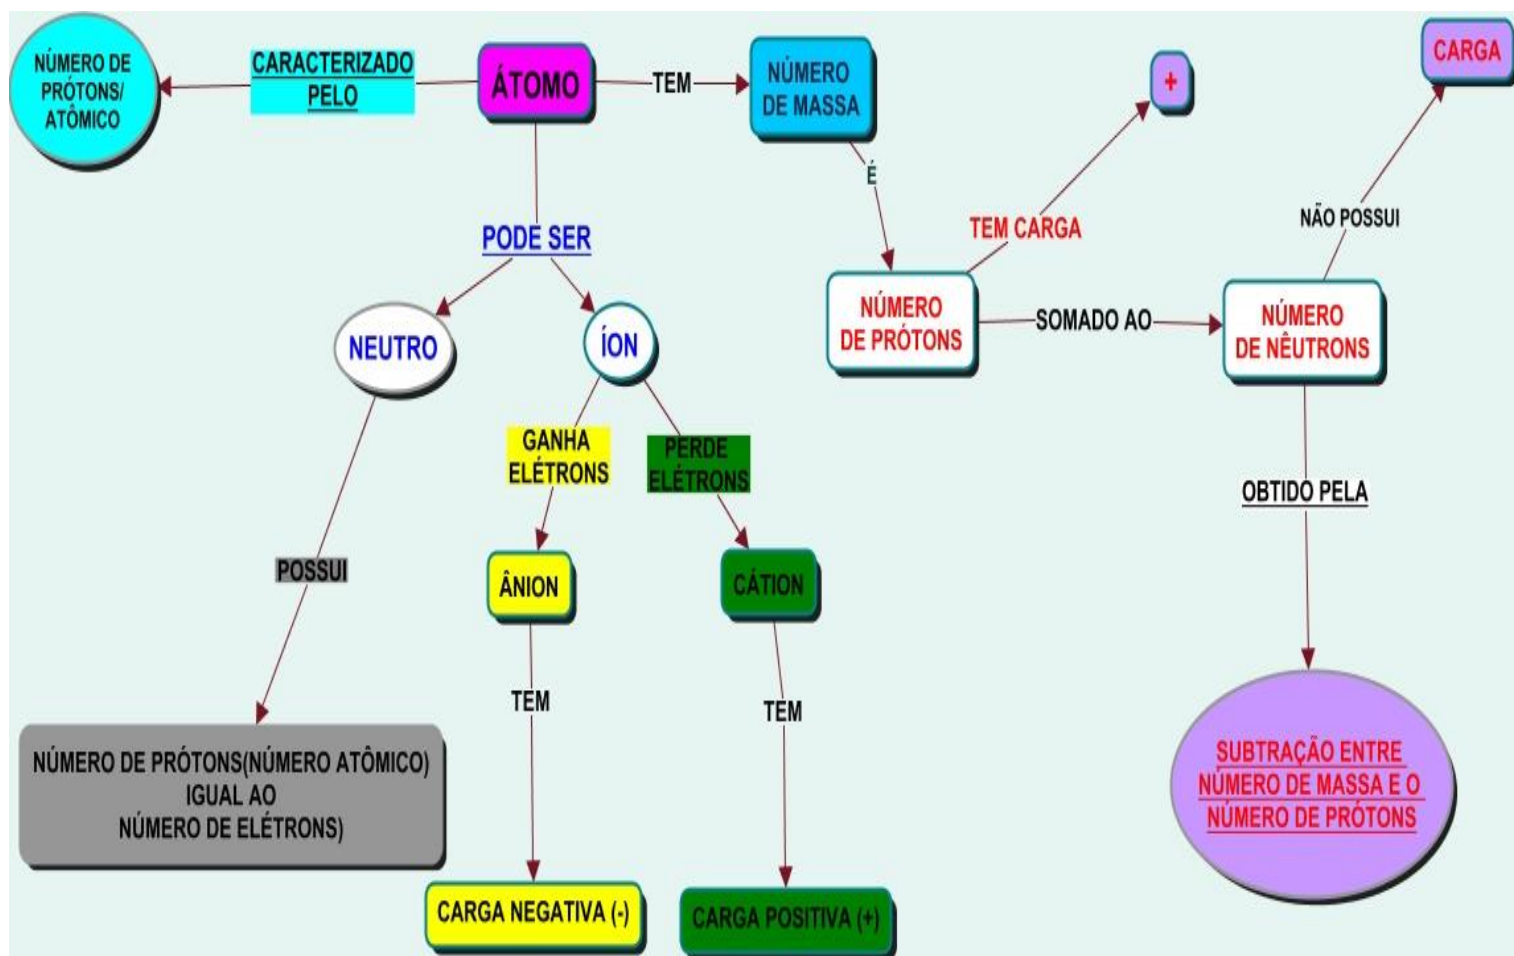 NÚMERO DE
PRÓTONS/
ATÔMICO
CARACTERIZADO
PELO
ÁTOMO
TEM
NÚMERO
DE MASSA
É
NÚMERO
DE PRÓTONS
TEM CARGA
+
SOMADO AO
NÚMERO
DE NÊUTRONS
NÃO POSSUI
CARGA
OBTIDO PELA
SUBTRAÇÃO ENTRE
NÚMERO DE MASSA E O
NÚMERO DE PRÓTONS
PODE SER
NEUTRO
POSSUI
NÚMERO DE PRÓTONS(NÚMERO ATÔMICO)
IGUAL AO
NÚMERO DE ELÉTRONS)
ÍON
GANHA
ELÉTRONS
ÂNION
TEM
CARGA NEGATIVA (-)
PERDE
ELÉTRONS
CÁTION
TEM
CARGA POSITIVA (+)